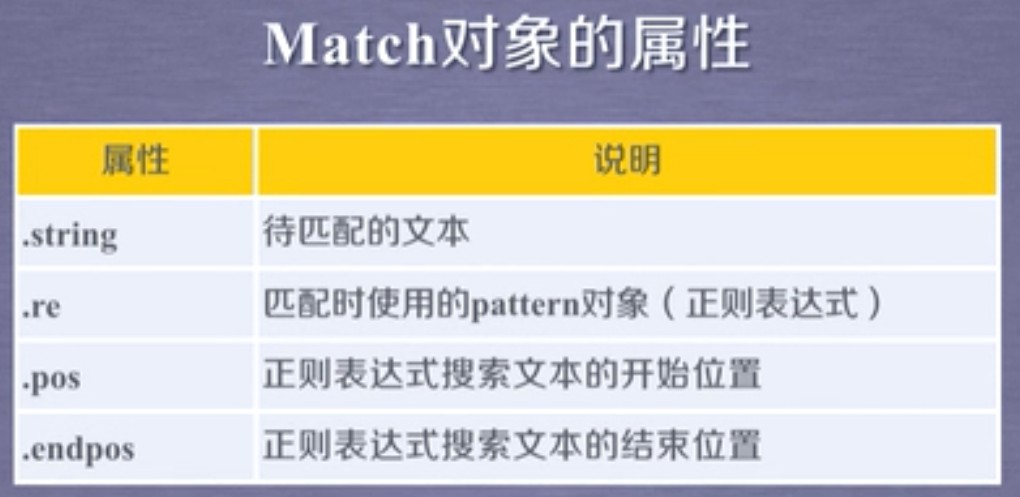 Match对象的属性
属性 说明
.string 待匹配的文本
.re 匹配时使用的pattern对象（正则表达式）
.pos 正则表达式搜索文本的开始位置
.endpos 正则表达式搜索文本的结束位置